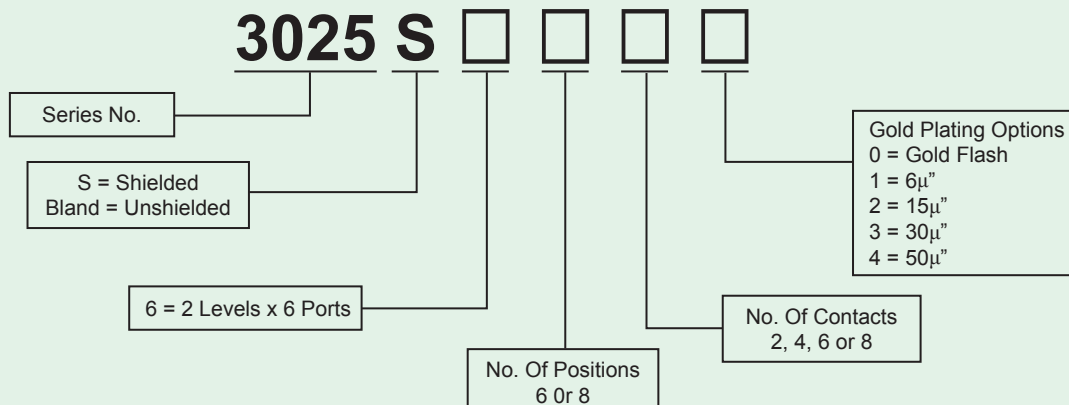 3025 S □ □ □ □
Series No.
S = Shielded
Bland = Unshielded
6 = 2 Levels x 6 Ports
No. Of Positions
6 0r 8
No. Of Contacts
2, 4, 6 or 8
Gold Plating Options
0 = Gold Flash
1 = 6μ”
2 = 15μ”
3 = 30μ”
4 = 50μ”